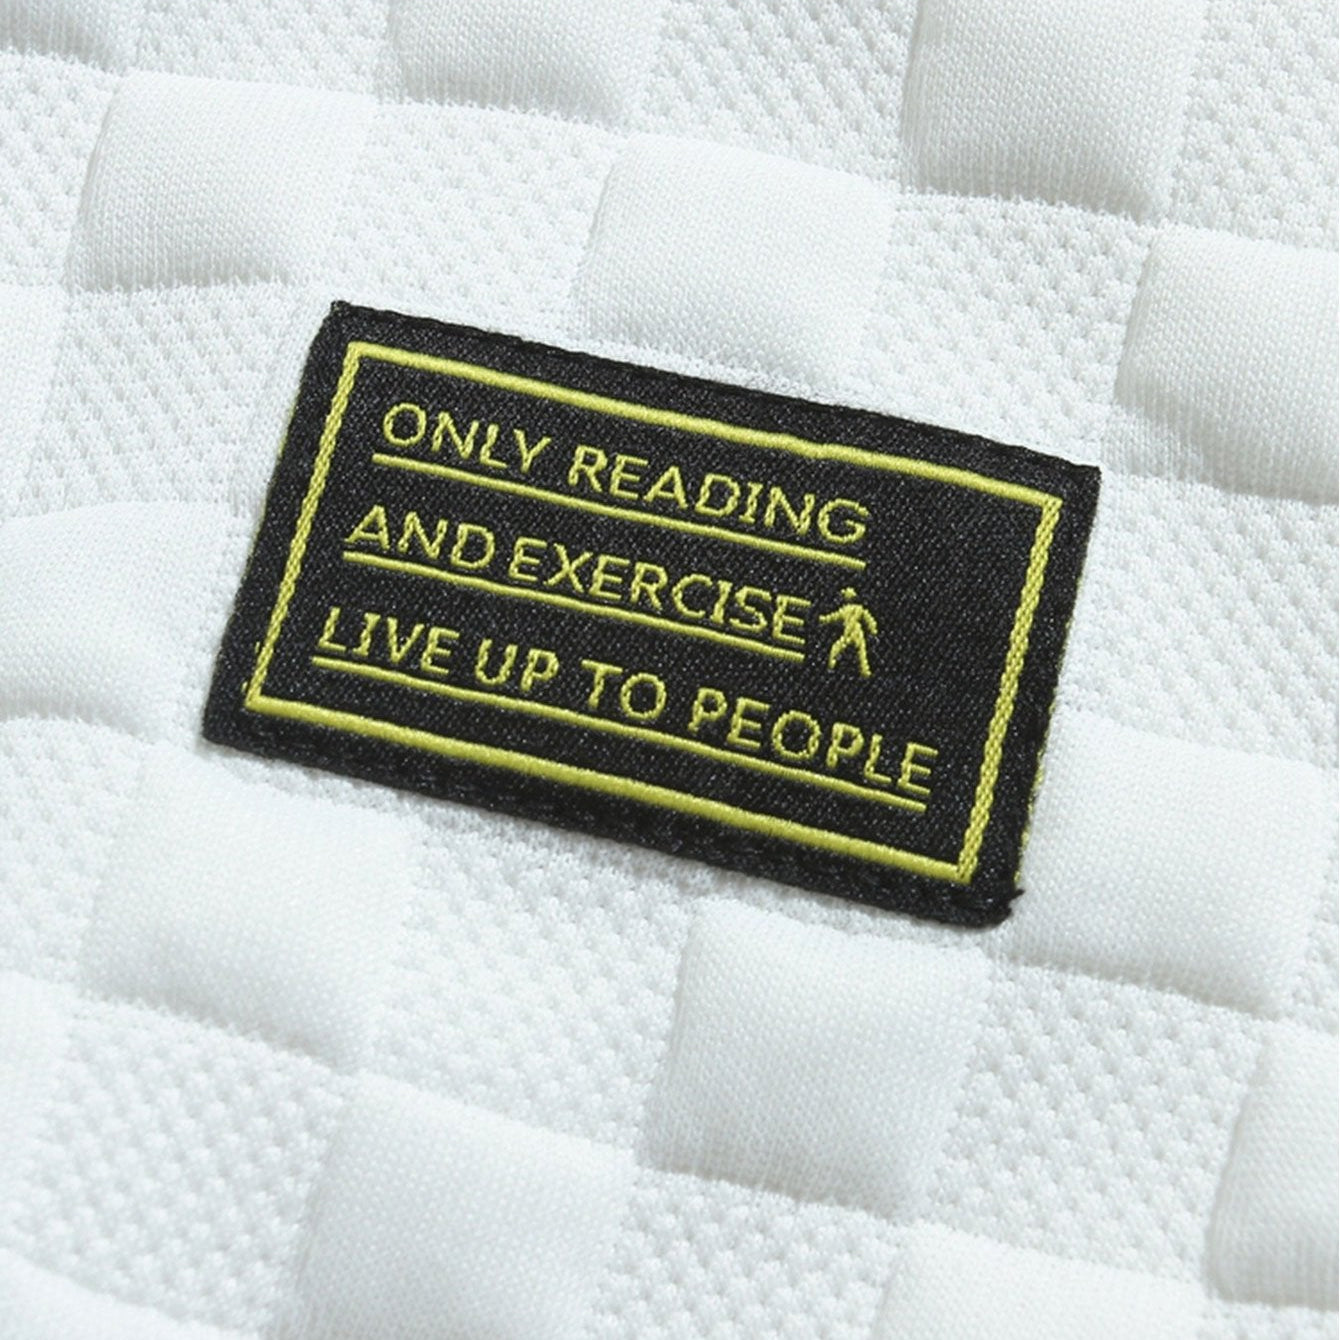 ONLY READING
AND EXERCISE
LIVE UP TO PEOPLE